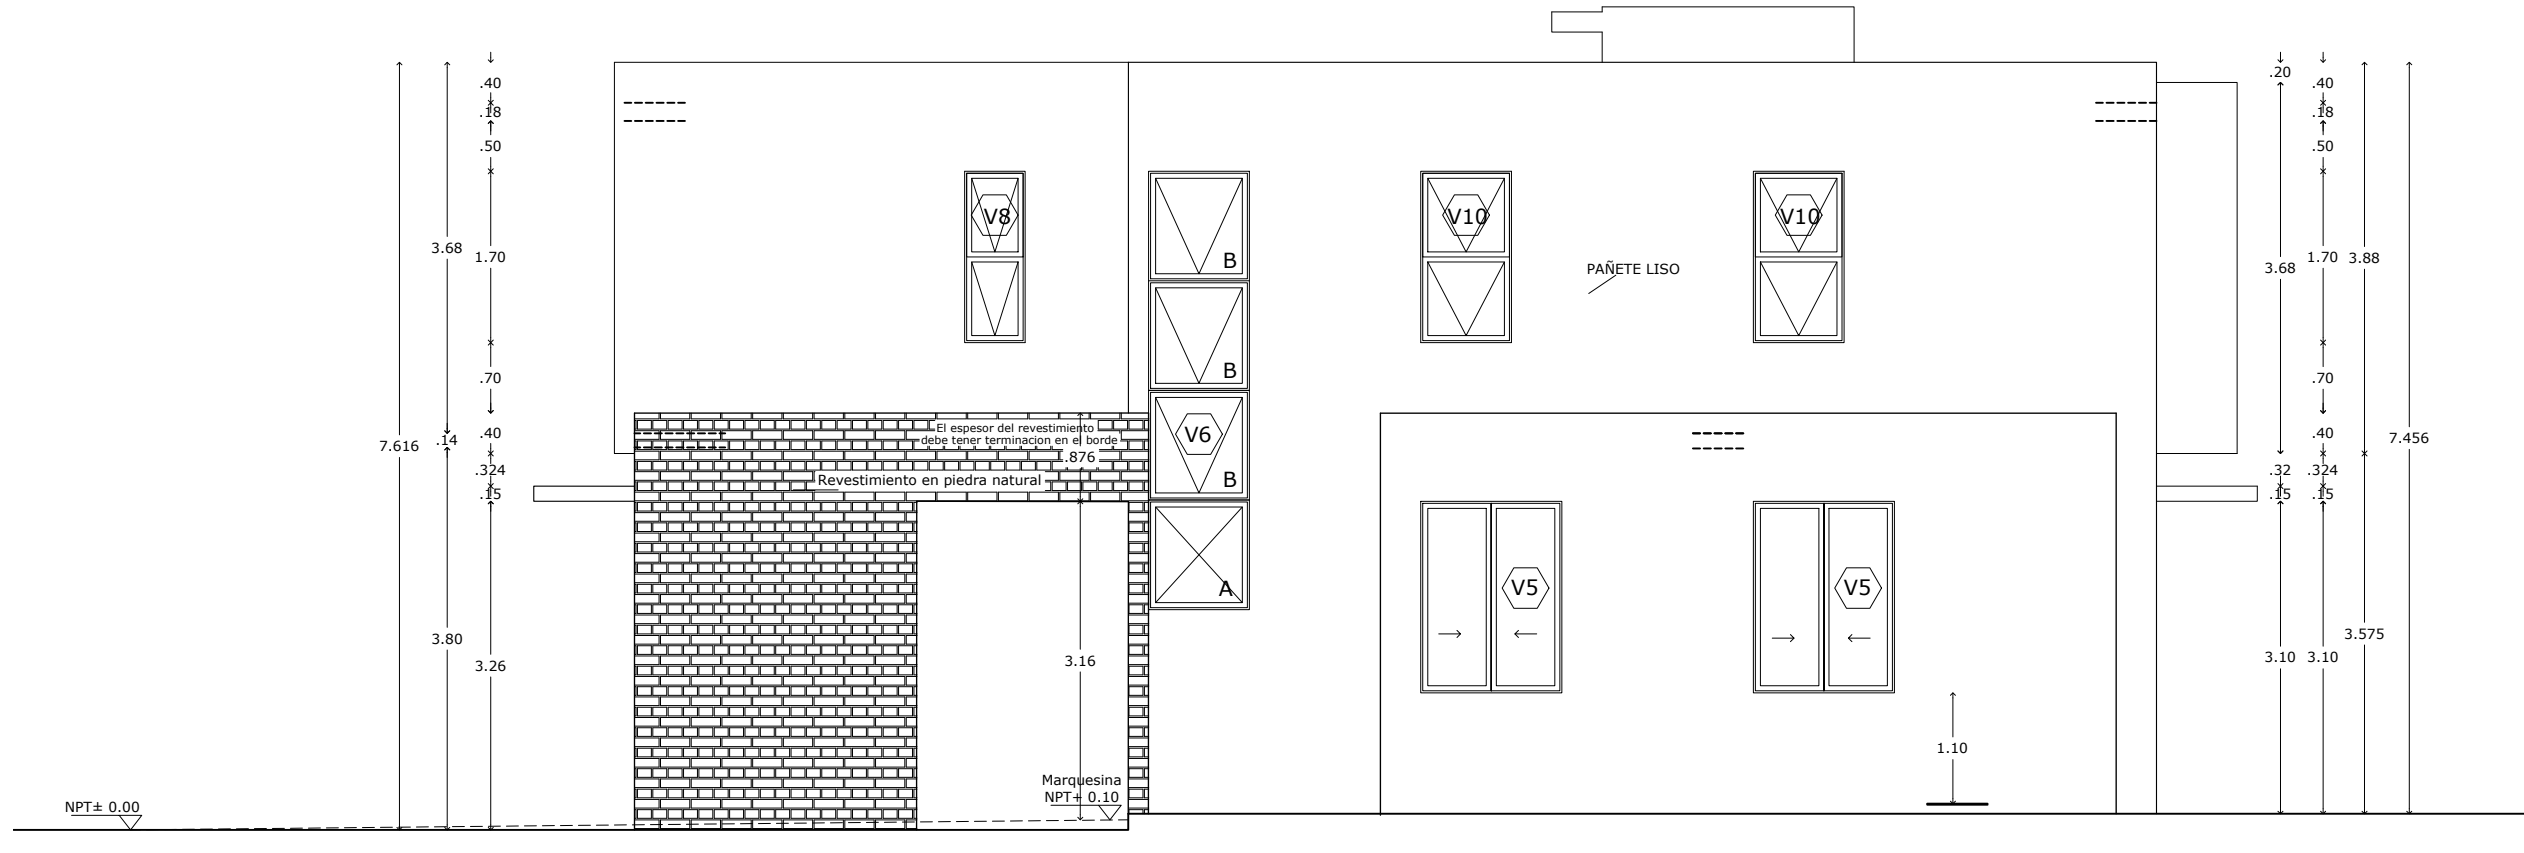 .40
.18
.50
3.68
1.70
.70
7.616
.14
.40
.324
.15
3.80
3.26
NPT± 0.00
V8
B
B
V6
B
A
El espesor del revestimiento
debe tener terminacion en el borde
.876
Revestimiento en piedra natural
3.16
Marquesina
NPT+ 0.10
V10
V10
PAÑETE LISO
V5
V5
1.10
.20
.40
.18
.50
3.68
1.70
3.88
.70
.40
7.456
.32
.324
.15
.15
3.575
3.10
3.10